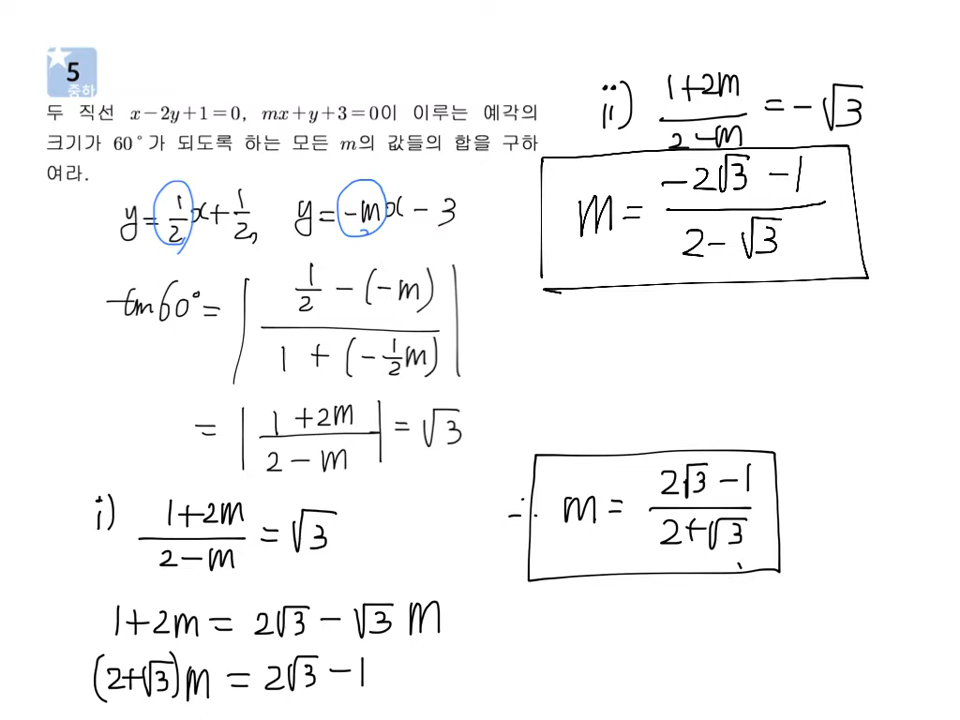 5
중하
두 직선 x−2y+1=0, mx+y+3=0이 이루는 예각의
크기가 60°가 되도록 하는 모든 m의 값들의 합을 구하
여라.
y = 1/2 x + 1/2, y = -m x - 3
tan60° = | (1/2 - (-m)) / (1 + (-1/2 m)) |
= | (1+2m) / (2-m) | = √3
i) (1+2m) / (2-m) = √3
1+2m = 2√3 - √3 m
(2+√3)m = 2√3 - 1
ii) (1+2m) / (2-m) = -√3
m = (-2√3 - 1) / (2-√3)
∴ m = (2√3 - 1) / (2+√3)